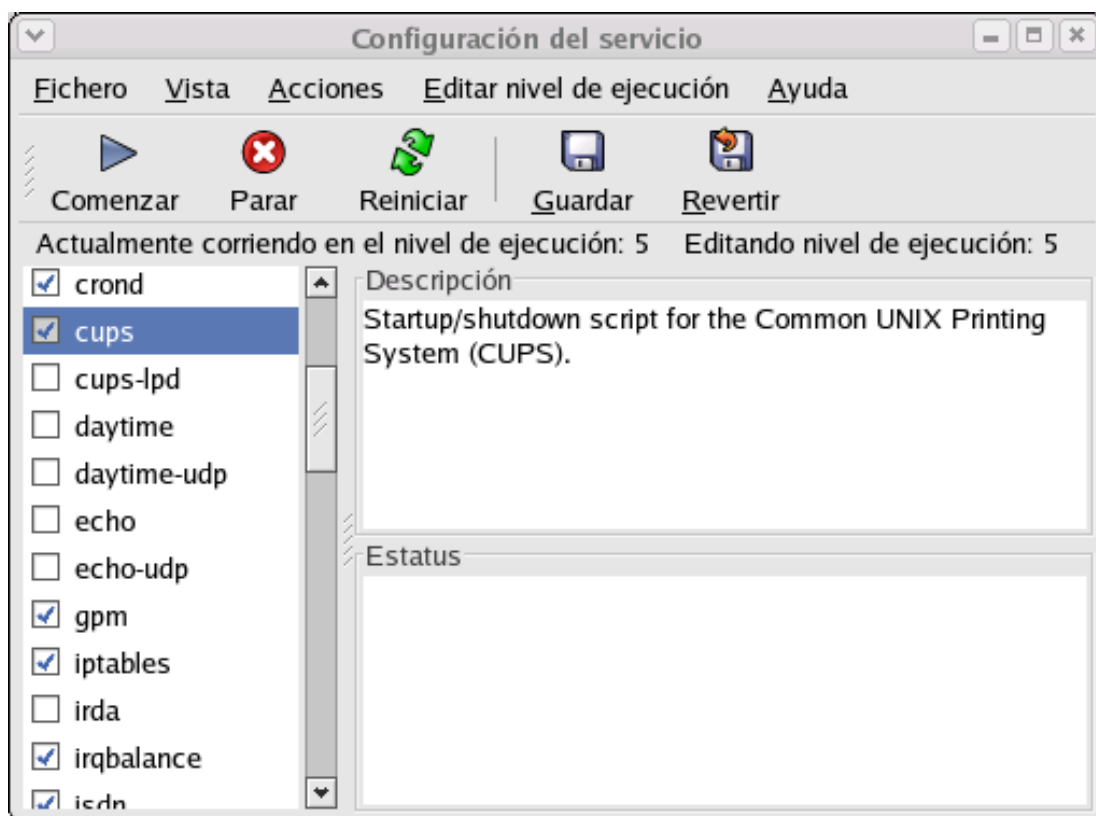 Configuración del servicio
Fichero Vista Acciones Editar nivel de ejecución Ayuda
Comenzar Parar Reiniciar Guardar Revertir
Actualmente corriendo en el nivel de ejecución: 5 Editando nivel de ejecución: 5
crond
cups
cups-lpd
daytime
daytime-udp
echo
echo-udp
gpm
iptables
irda
irqbalance
isdn
Descripción
Startup/shutdown script for the Common UNIX Printing
System (CUPS).
Estatus